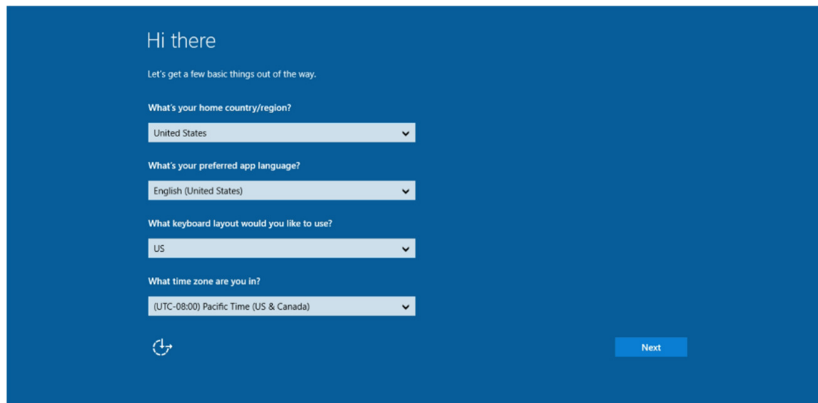 Hi there
Let's get a few basic things out of the way.
What's your home country/region?
United States
What's your preferred app language?
English (United States)
What keyboard layout would you like to use?
US
What time zone are you in?
(UTC-08:00) Pacific Time (US & Canada)
Next